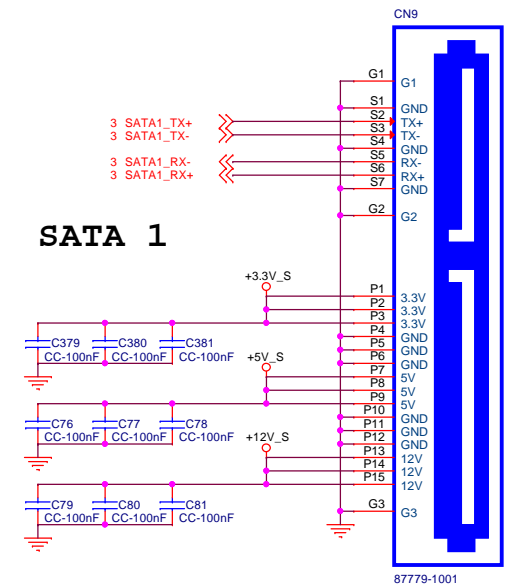 CN9
G1 G1
S1 GND
3 SATA1_TX+ S2 TX+
3 SATA1_TX- S3 TX-
S4 GND
3 SATA1_RX- S5 RX-
3 SATA1_RX+ S6 RX+
S7 GND
G2 G2
SATA 1
+3.3V_S
P1 3.3V
P2 3.3V
P3 3.3V
P4 GND
C379 C380 C381 P5 GND
CC-100nF CC-100nF CC-100nF P6 GND
+5V_S P7 5V
P8 5V
P9 5V
P10 GND
C76 C77 C78 P11 GND
CC-100nF CC-100nF CC-100nF P12 GND
+12V_S P13 12V
P14 12V
P15 12V
C79 C80 C81 G3 G3
CC-100nF CC-100nF CC-100nF
87779-1001